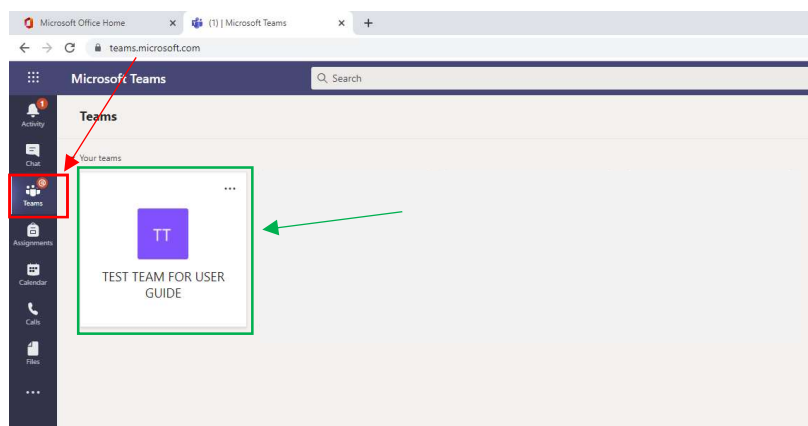 Microsoft Office Home
(1) | Microsoft Teams
teams.microsoft.com
Microsoft Teams
Search
1
Activity
Teams
Chat
Your teams
Teams
Assignments
Calendar
Calls
Files
TT
TEST TEAM FOR USER
GUIDE